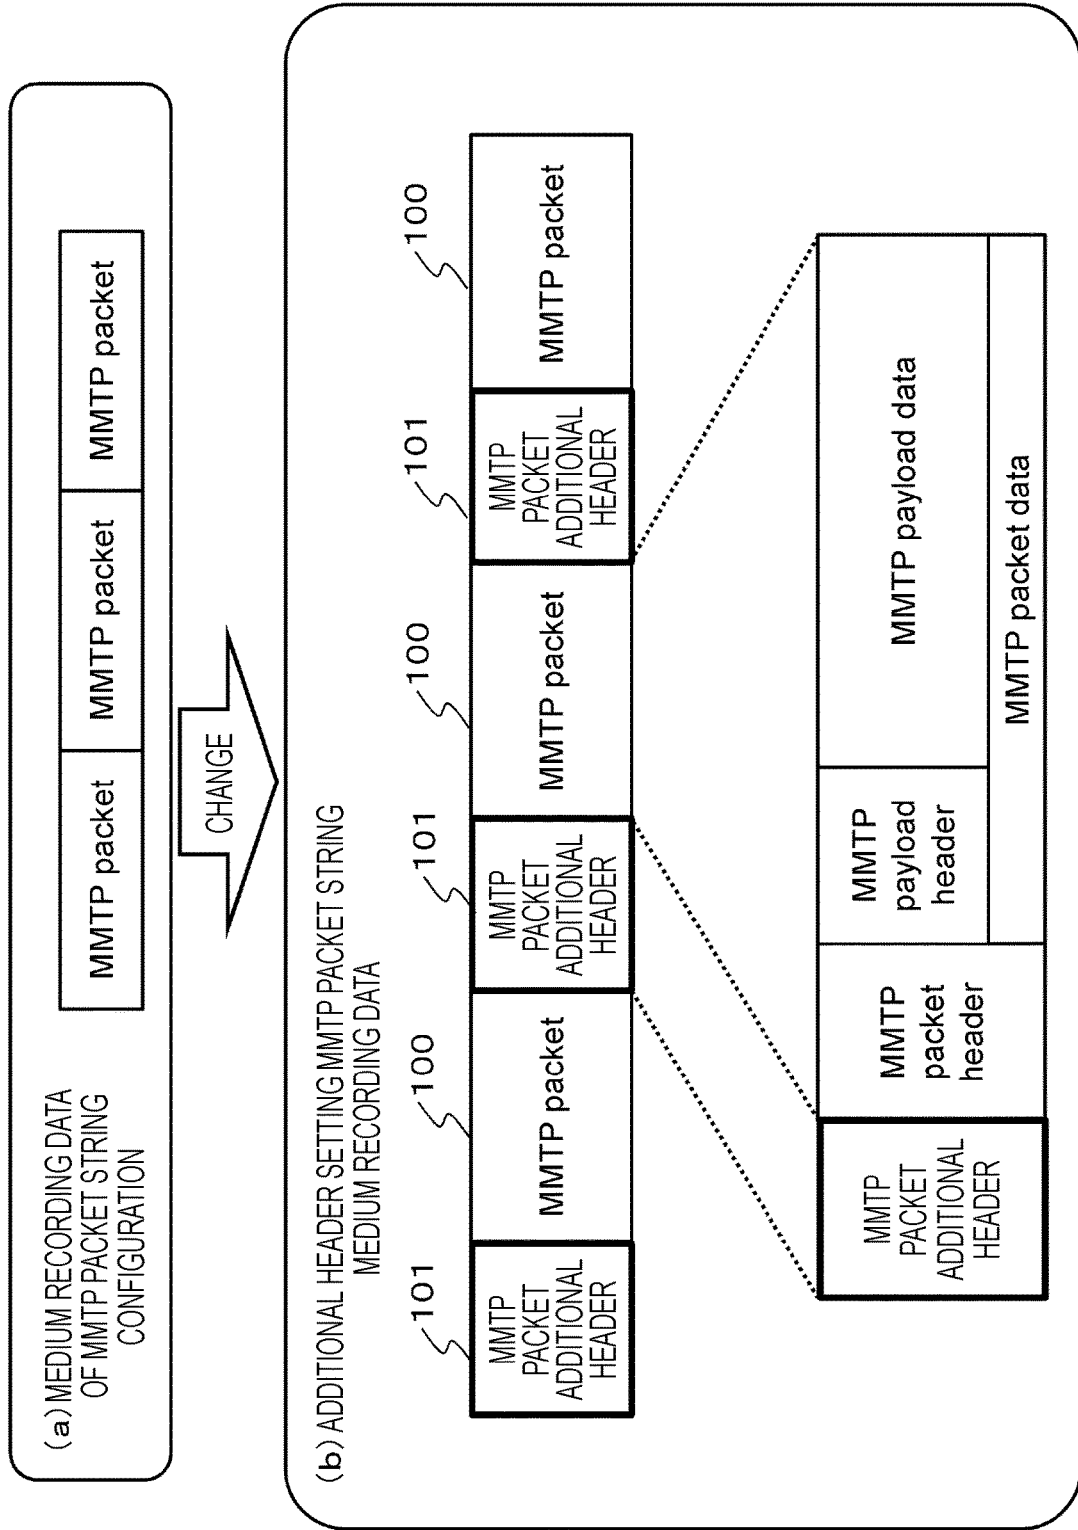 (a) MEDIUM RECORDING DATA
OF MMTP PACKET STRING
CONFIGURATION
MMTP packet
MMTP packet
MMTP packet
CHANGE
(b) ADDITIONAL HEADER SETTING MMTP PACKET STRING
MEDIUM RECORDING DATA
101
100
101
100
101
100
MMTP
PACKET
ADDITIONAL
HEADER
MMTP packet
MMTP
PACKET
ADDITIONAL
HEADER
MMTP packet
MMTP
PACKET
ADDITIONAL
HEADER
MMTP packet
MMTP
PACKET
ADDITIONAL
HEADER
MMTP
packet
header
MMTP
payload
header
MMTP payload data
MMTP packet data